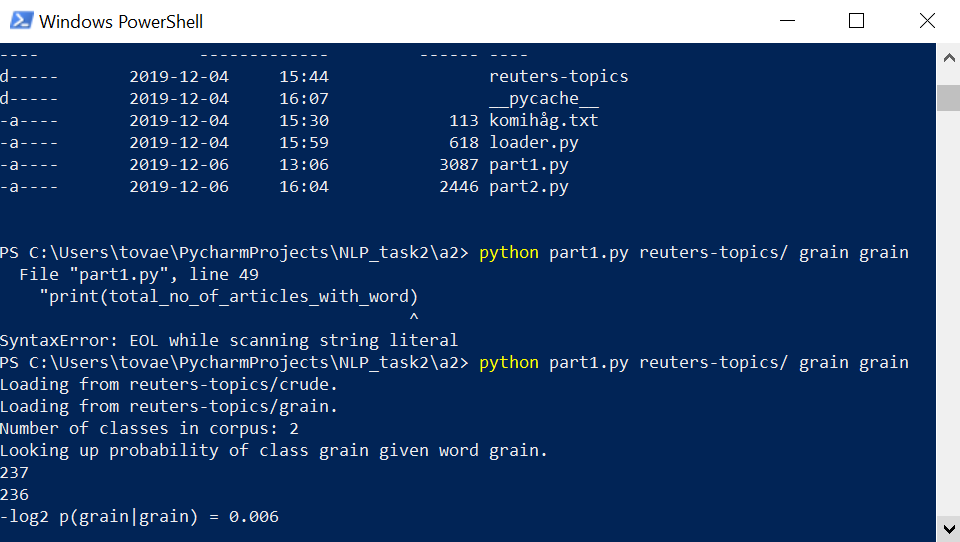 Windows PowerShell
---- ------------- ------ ----
d----- 2019-12-04 15:44 reuters-topics
d----- 2019-12-04 16:07 __pycache__
-a---- 2019-12-04 15:30 113 komihåg.txt
-a---- 2019-12-04 15:59 618 loader.py
-a---- 2019-12-06 13:06 3087 part1.py
-a---- 2019-12-06 16:04 2446 part2.py
PS C:\Users\tovae\PycharmProjects\NLP_task2\a2> python part1.py reuters-topics/ grain grain
File "part1.py", line 49
"print(total_no_of_articles_with_word)
^
SyntaxError: EOL while scanning string literal
PS C:\Users\tovae\PycharmProjects\NLP_task2\a2> python part1.py reuters-topics/ grain grain
Loading from reuters-topics/crude.
Loading from reuters-topics/grain.
Number of classes in corpus: 2
Looking up probability of class grain given word grain.
237
236
-log2 p(grain|grain) = 0.006